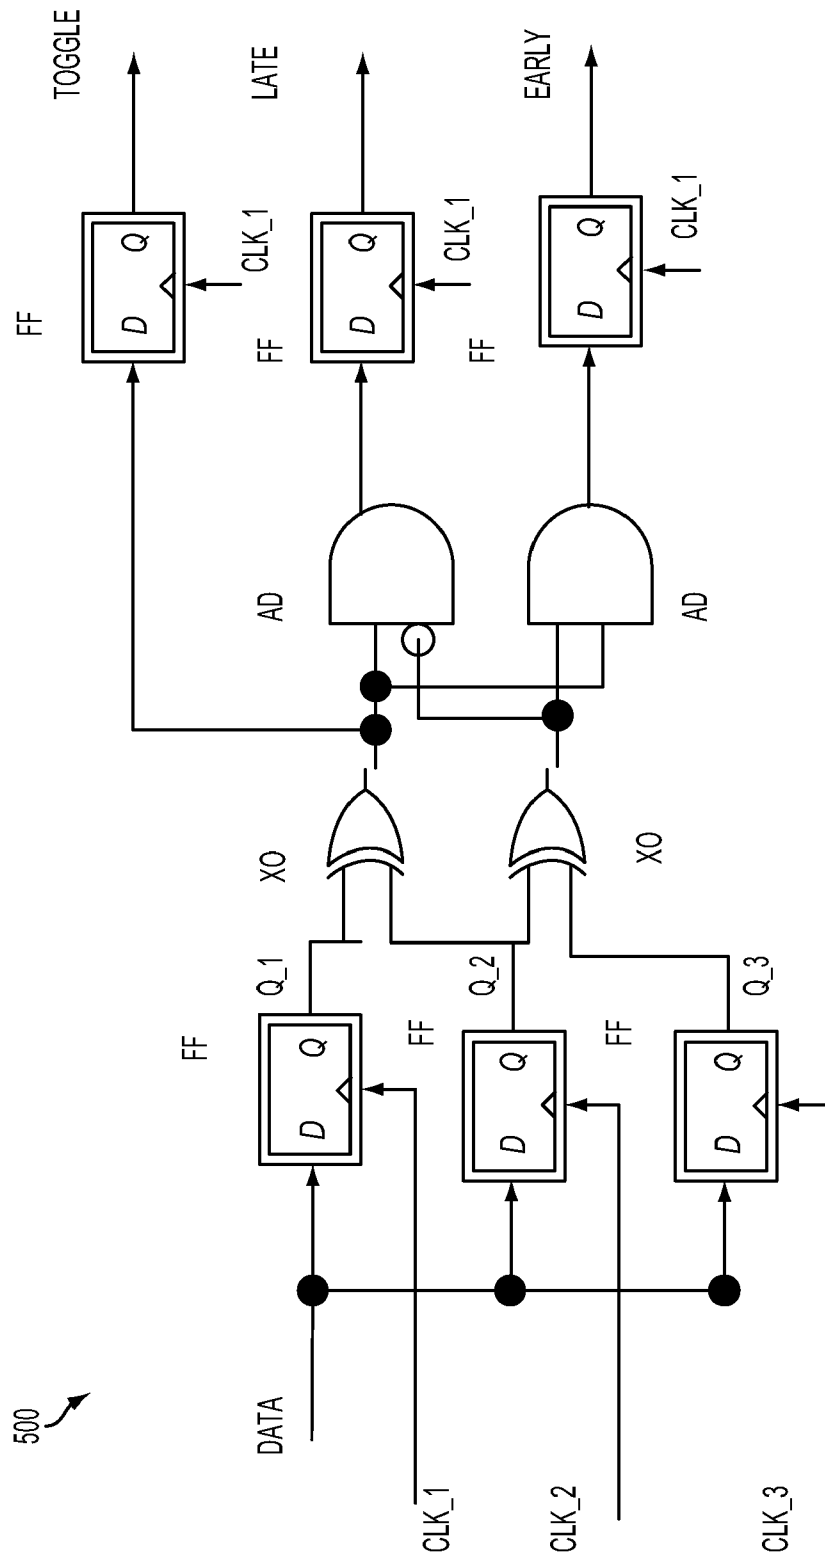 500
DATA
CLK_1
CLK_2
CLK_3
FF
D Q
Q_1
FF
D Q
Q_2
FF
D Q
Q_3
XO
XO
AD
AD
FF
D Q
CLK_1
TOGGLE
FF
D Q
CLK_1
LATE
FF
D Q
CLK_1
EARLY